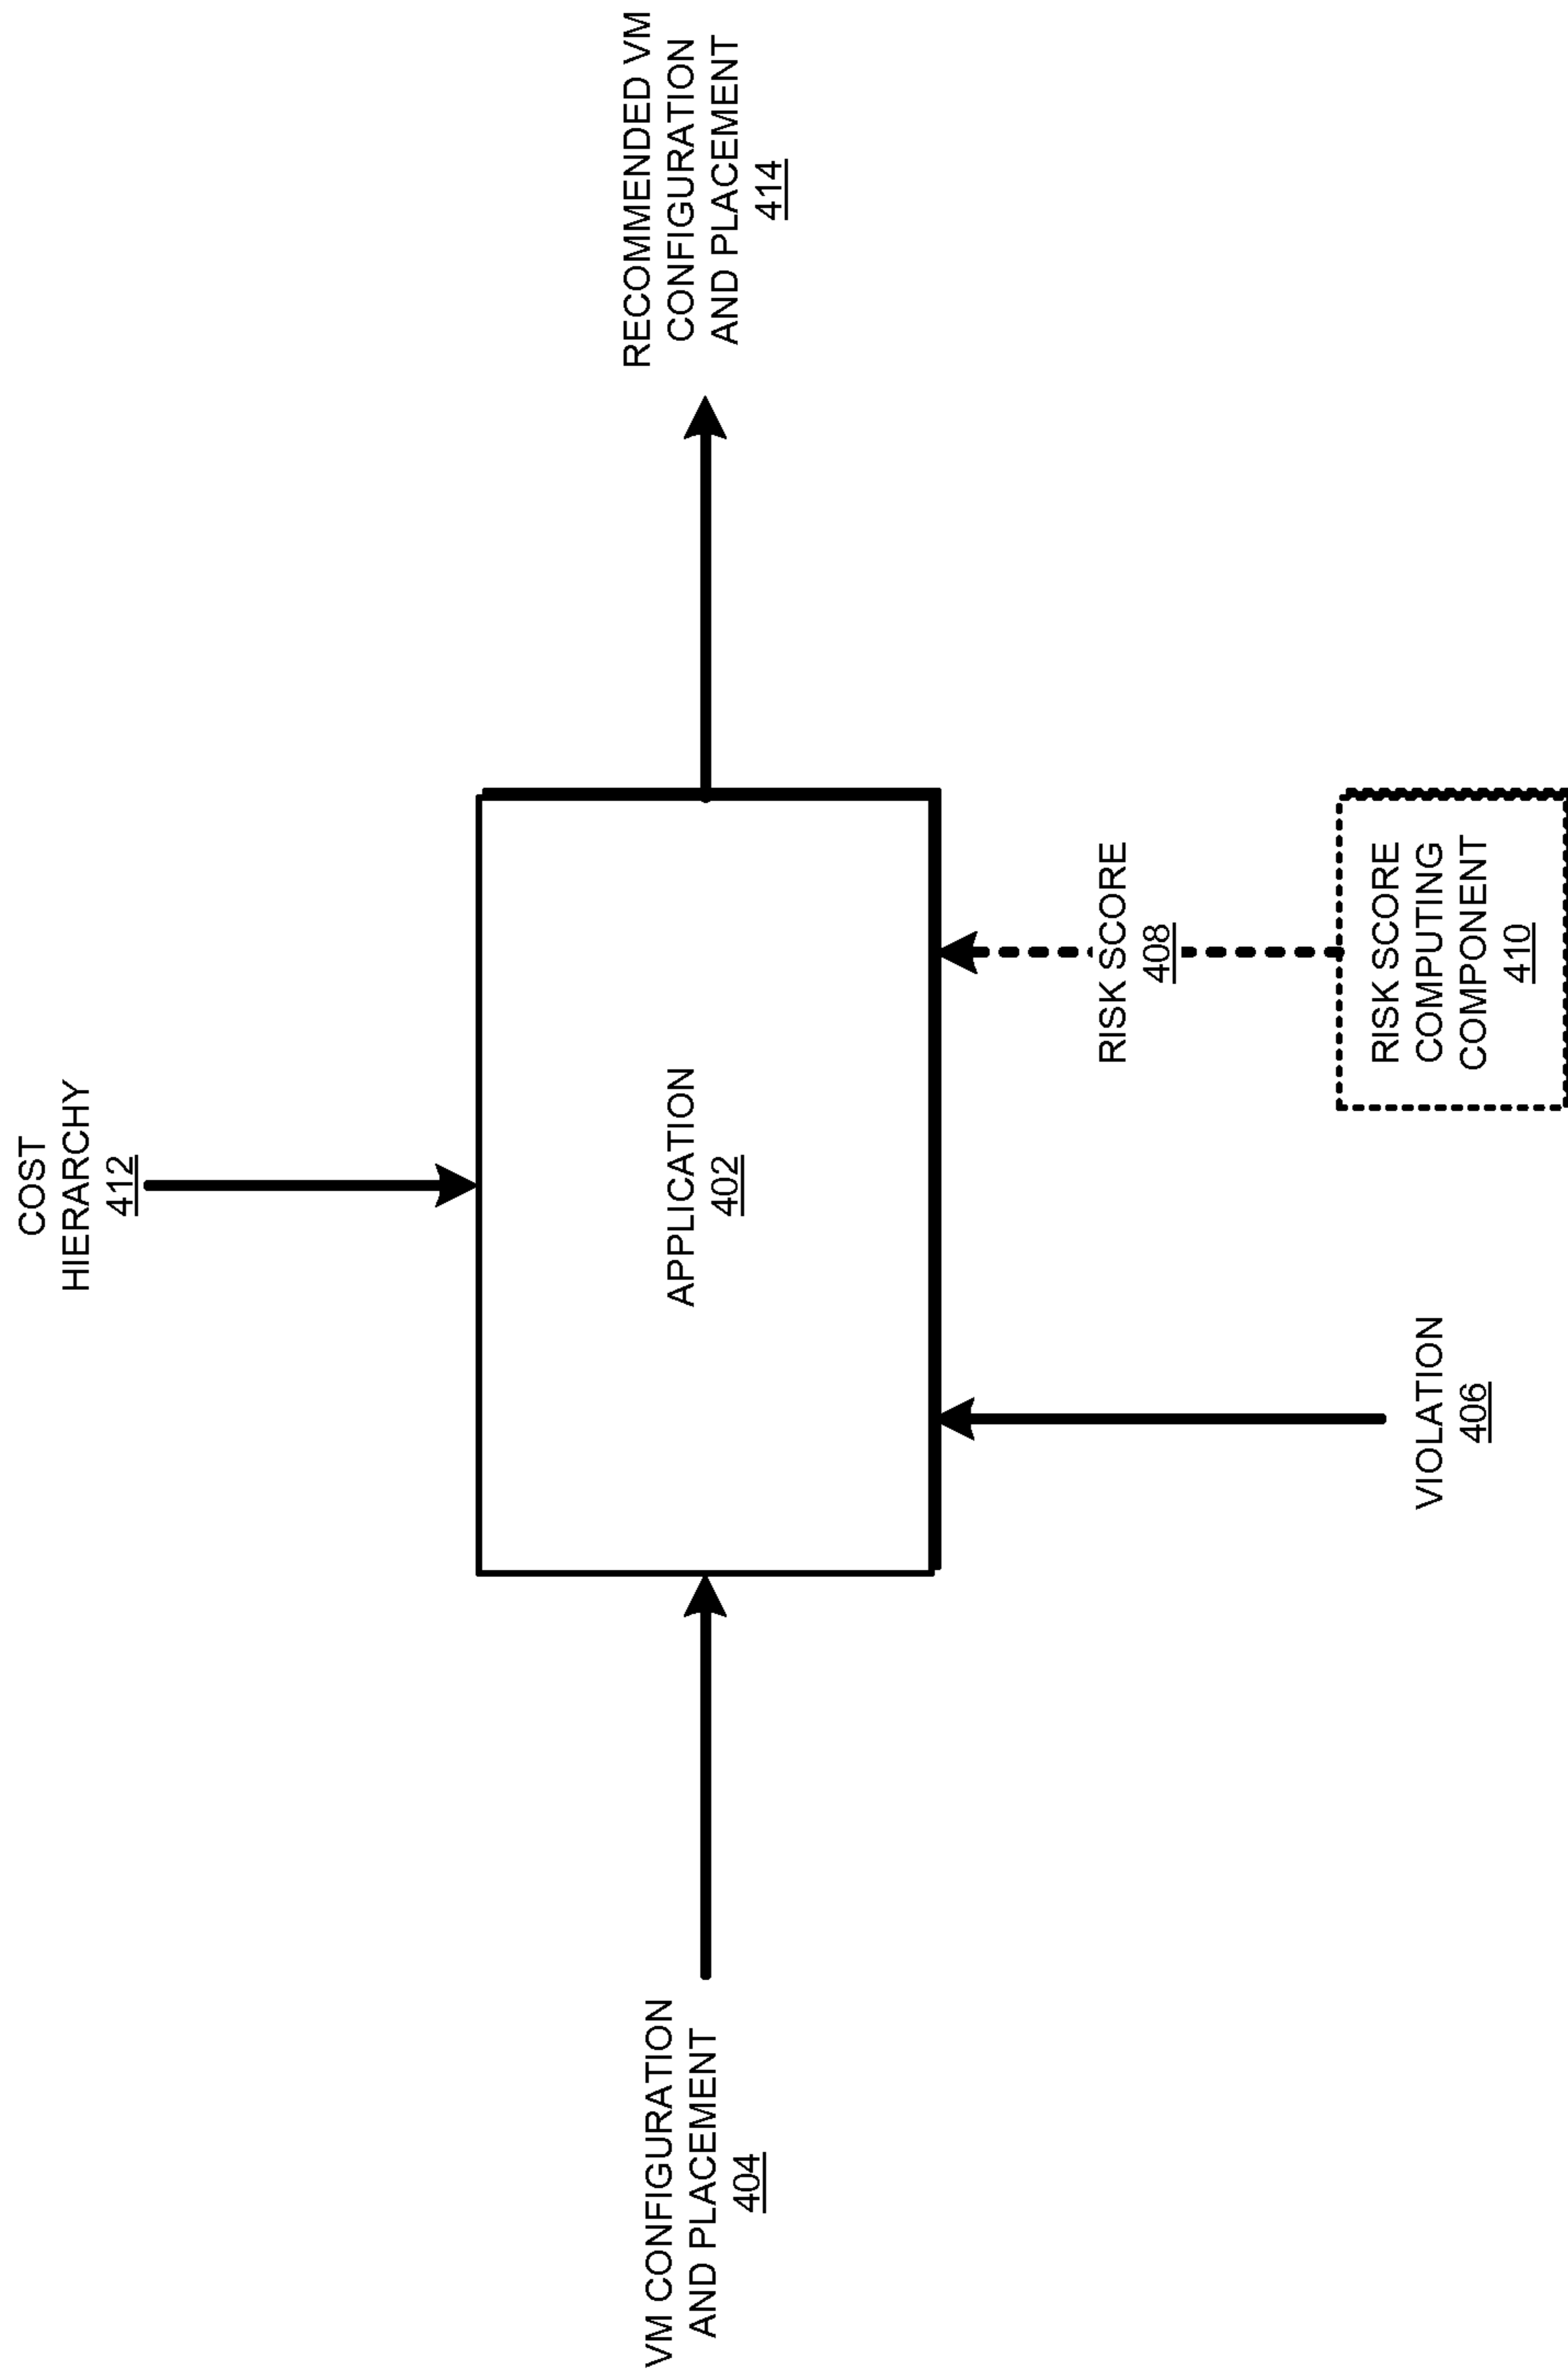 COST
HIERARCHY
412
VM CONFIGURATION
AND PLACEMENT
404
APPLICATION
402
RECOMMENDED VM
CONFIGURATION
AND PLACEMENT
414
RISK SCORE
408
VIOLATION
406
RISK SCORE
COMPUTING
COMPONENT
410